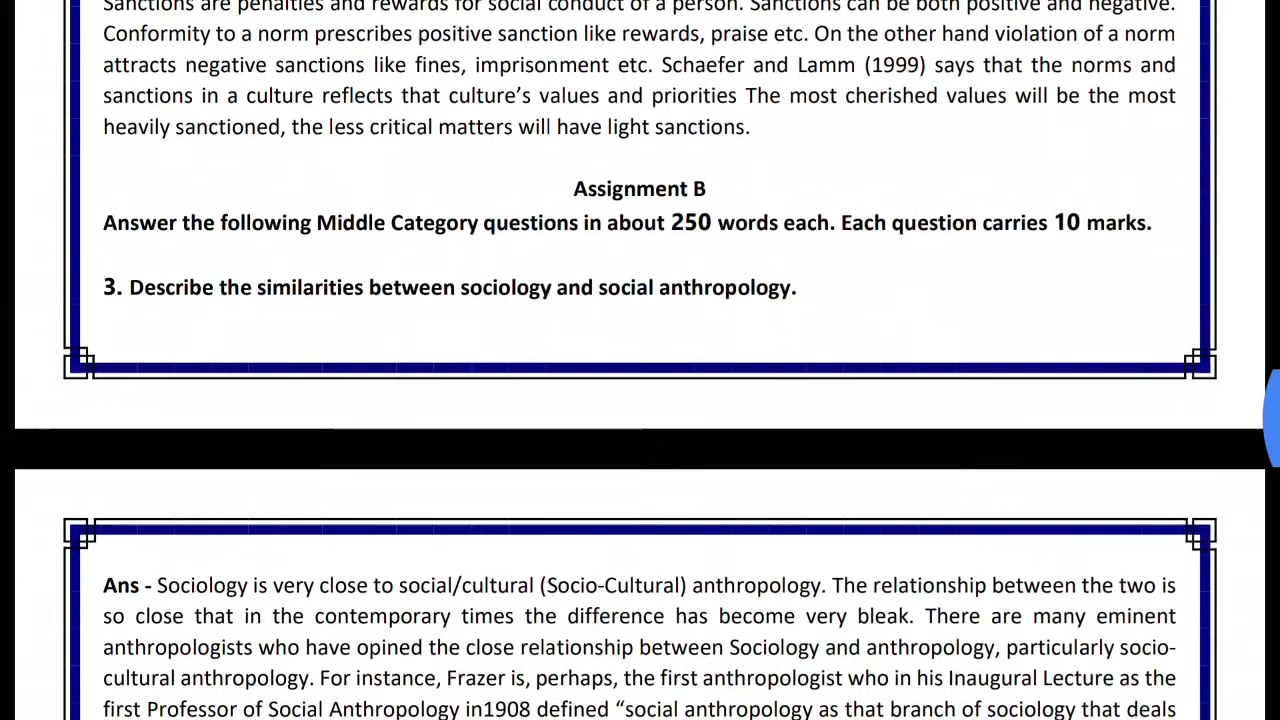 Sanctions are penalties and rewards for social conduct of a person. Sanctions can be both positive and negative.
Conformity to a norm prescribes positive sanction like rewards, praise etc. On the other hand violation of a norm
attracts negative sanctions like fines, imprisonment etc. Schaefer and Lamm (1999) says that the norms and
sanctions in a culture reflects that culture’s values and priorities The most cherished values will be the most
heavily sanctioned, the less critical matters will have light sanctions.
Assignment B
Answer the following Middle Category questions in about 250 words each. Each question carries 10 marks.
3. Describe the similarities between sociology and social anthropology.
Ans - Sociology is very close to social/cultural (Socio-Cultural) anthropology. The relationship between the two is
so close that in the contemporary times the difference has become very bleak. There are many eminent
anthropologists who have opined the close relationship between Sociology and anthropology, particularly socio-
cultural anthropology. For instance, Frazer is, perhaps, the first anthropologist who in his Inaugural Lecture as the
first Professor of Social Anthropology in1908 defined “social anthropology as that branch of sociology that deals